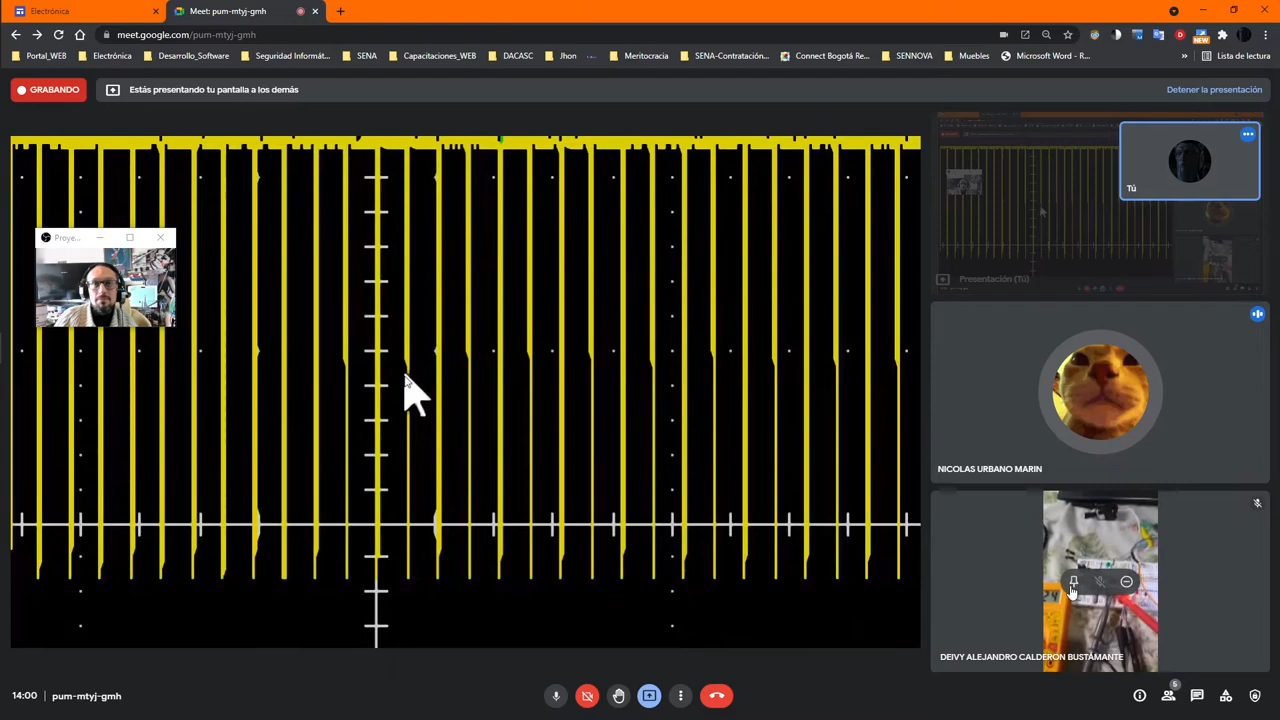 Electrónica
Meet: pum-mtyj-gmh
meet.google.com/pum-mtyj-gmh
NEW
Portal_WEB
Electrónica
Desarrollo_Software
Seguridad Informát...
SENA
Capacitaciones_WEB
DACASC
Jhon
Meritocracia
SENA-Contratación...
Connect Bogotá Re...
SENNOVA
Muebles
Microsoft Word - R...
»
Lista de lectura
GRABANDO
Estás presentando tu pantalla a los demás
Detener la presentación
Tú
Proye...
Presentación (Tú)
NICOLAS URBANO MARIN
DEIVY ALEJANDRO CALDERON BUSTAMANTE
14:00 | pum-mtyj-gmh
5